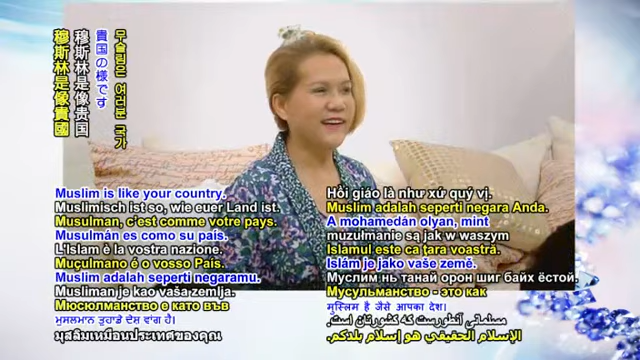 穆斯林是像貴國
穆斯林是像贵国
貴国の様です
무슬림은 여러분 국가
Muslim is like your country.
Muslimisch ist so, wie euer Land ist.
Musulman, c'est comme votre pays.
Musulmán es como su país.
L'Islam è la vostra nazione.
Muçulmano é o vosso País.
Muslim adalah seperti negaramu.
Musliman je kao vaša zemlja.
Мюсюлманство е като във
ਮੁਸਲਮਾਨ ਤੁਹਾਡੇ ਦੇਸ਼ ਵਾਂਗ ਹੈ।
มุสลิมเหมือนประเทศของคุณ
Hồi giáo là như xứ quý vị.
Muslim adalah seperti negara Anda.
A mohamedán olyan, mint
muzułmanie są jak w waszym
Islamul este ca ţara voastră.
Islám je jako vaše země.
Муслим нь танай орон шиг байх ёстой.
Мусульманство - это как
मुस्लिम है जैसे आपका देश।
مسلمانی آنطورست که کشورتان است.
الإسلام الحقيقي هو إسلام بلدكم.